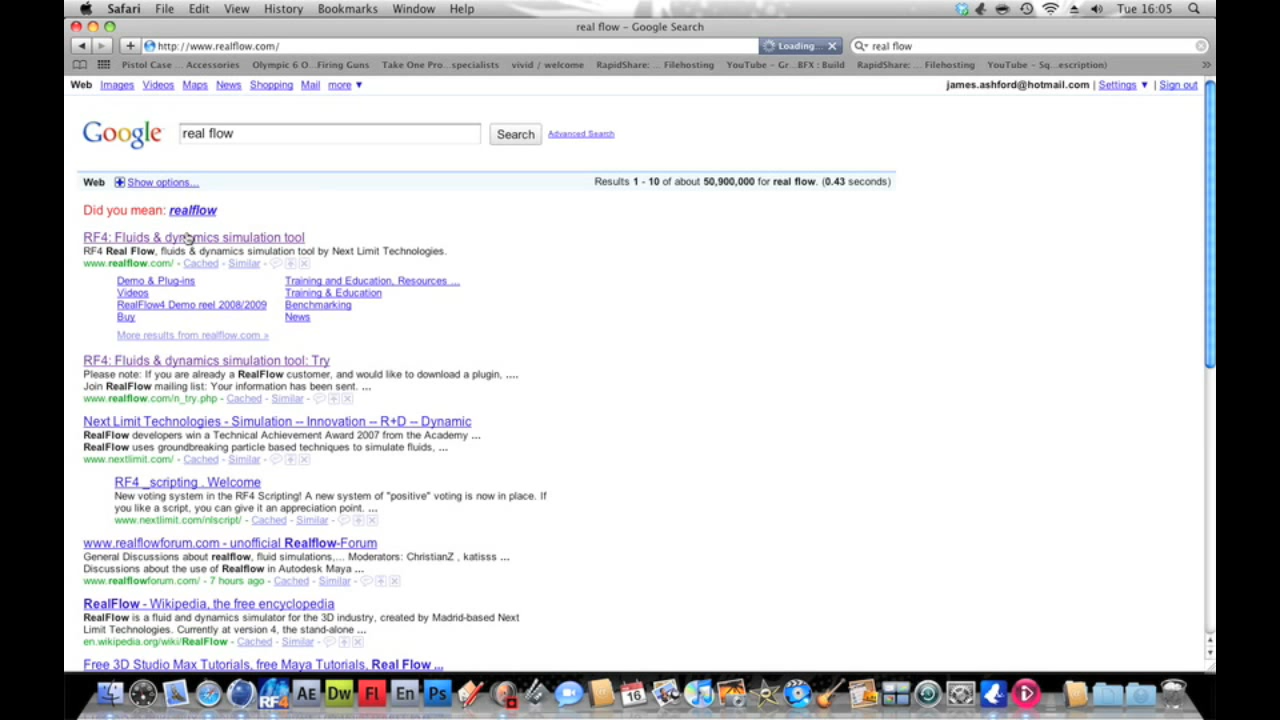 Safari File Edit View History Bookmarks Window Help Tue 16:05
real flow – Google Search
http://www.realflow.com/ Loading... real flow
Pistol Case ... Accessories Olympic 6 O...Firing Guns Take One Pro...specialists vivid / welcome RapidShare: ... Filehosting YouTube – Gr...BFX : Build RapidShare: ... Filehosting YouTube – Sq...escription)
Web Images Videos Maps News Shopping Mail more ▼ james.ashford@hotmail.com | Settings ▼ | Sign out
Google real flow Search Advanced Search
Web Show options... Results 1 - 10 of about 50,900,000 for real flow. (0.43 seconds)
Did you mean: realflow
RF4: Fluids & dynamics simulation tool
RF4 Real Flow, fluids & dynamics simulation tool by Next Limit Technologies.
www.realflow.com/ - Cached - Similar -
Demo & Plug-ins Training and Education, Resources ...
Videos Training & Education
RealFlow4 Demo reel 2008/2009 Benchmarking
Buy News
More results from realflow.com »
RF4: Fluids & dynamics simulation tool: Try
Please note: If you are already a RealFlow customer, and would like to download a plugin, ....
Join RealFlow mailing list: Your information has been sent. ...
www.realflow.com/n_try.php - Cached - Similar -
Next Limit Technologies - Simulation -- Innovation -- R+D -- Dynamic
RealFlow developers win a Technical Achievement Award 2007 from the Academy ...
RealFlow uses groundbreaking particle based techniques to simulate fluids, ...
www.nextlimit.com/ - Cached - Similar -
RF4 _scripting . Welcome
New voting system in the RF4 Scripting! A new system of "positive" voting is now in place. If
you like a script, you can give it an appreciation point. ...
www.nextlimit.com/nlscript/ - Cached - Similar -
www.realflowforum.com - unofficial Realflow-Forum
General Discussions about realflow, fluid simulations,... Moderators: ChristianZ , katisss ...
Discussions about the use of Realflow in Autodesk Maya ...
www.realflowforum.com/ - 7 hours ago - Cached - Similar -
RealFlow - Wikipedia, the free encyclopedia
RealFlow is a fluid and dynamics simulator for the 3D industry, created by Madrid-based Next
Limit Technologies. Currently at version 4, the stand-alone ...
en.wikipedia.org/wiki/RealFlow - Cached - Similar -
Free 3D Studio Max Tutorials, free Maya Tutorials, Real Flow ...
RF4 Ae Dw Fl En Ps 16